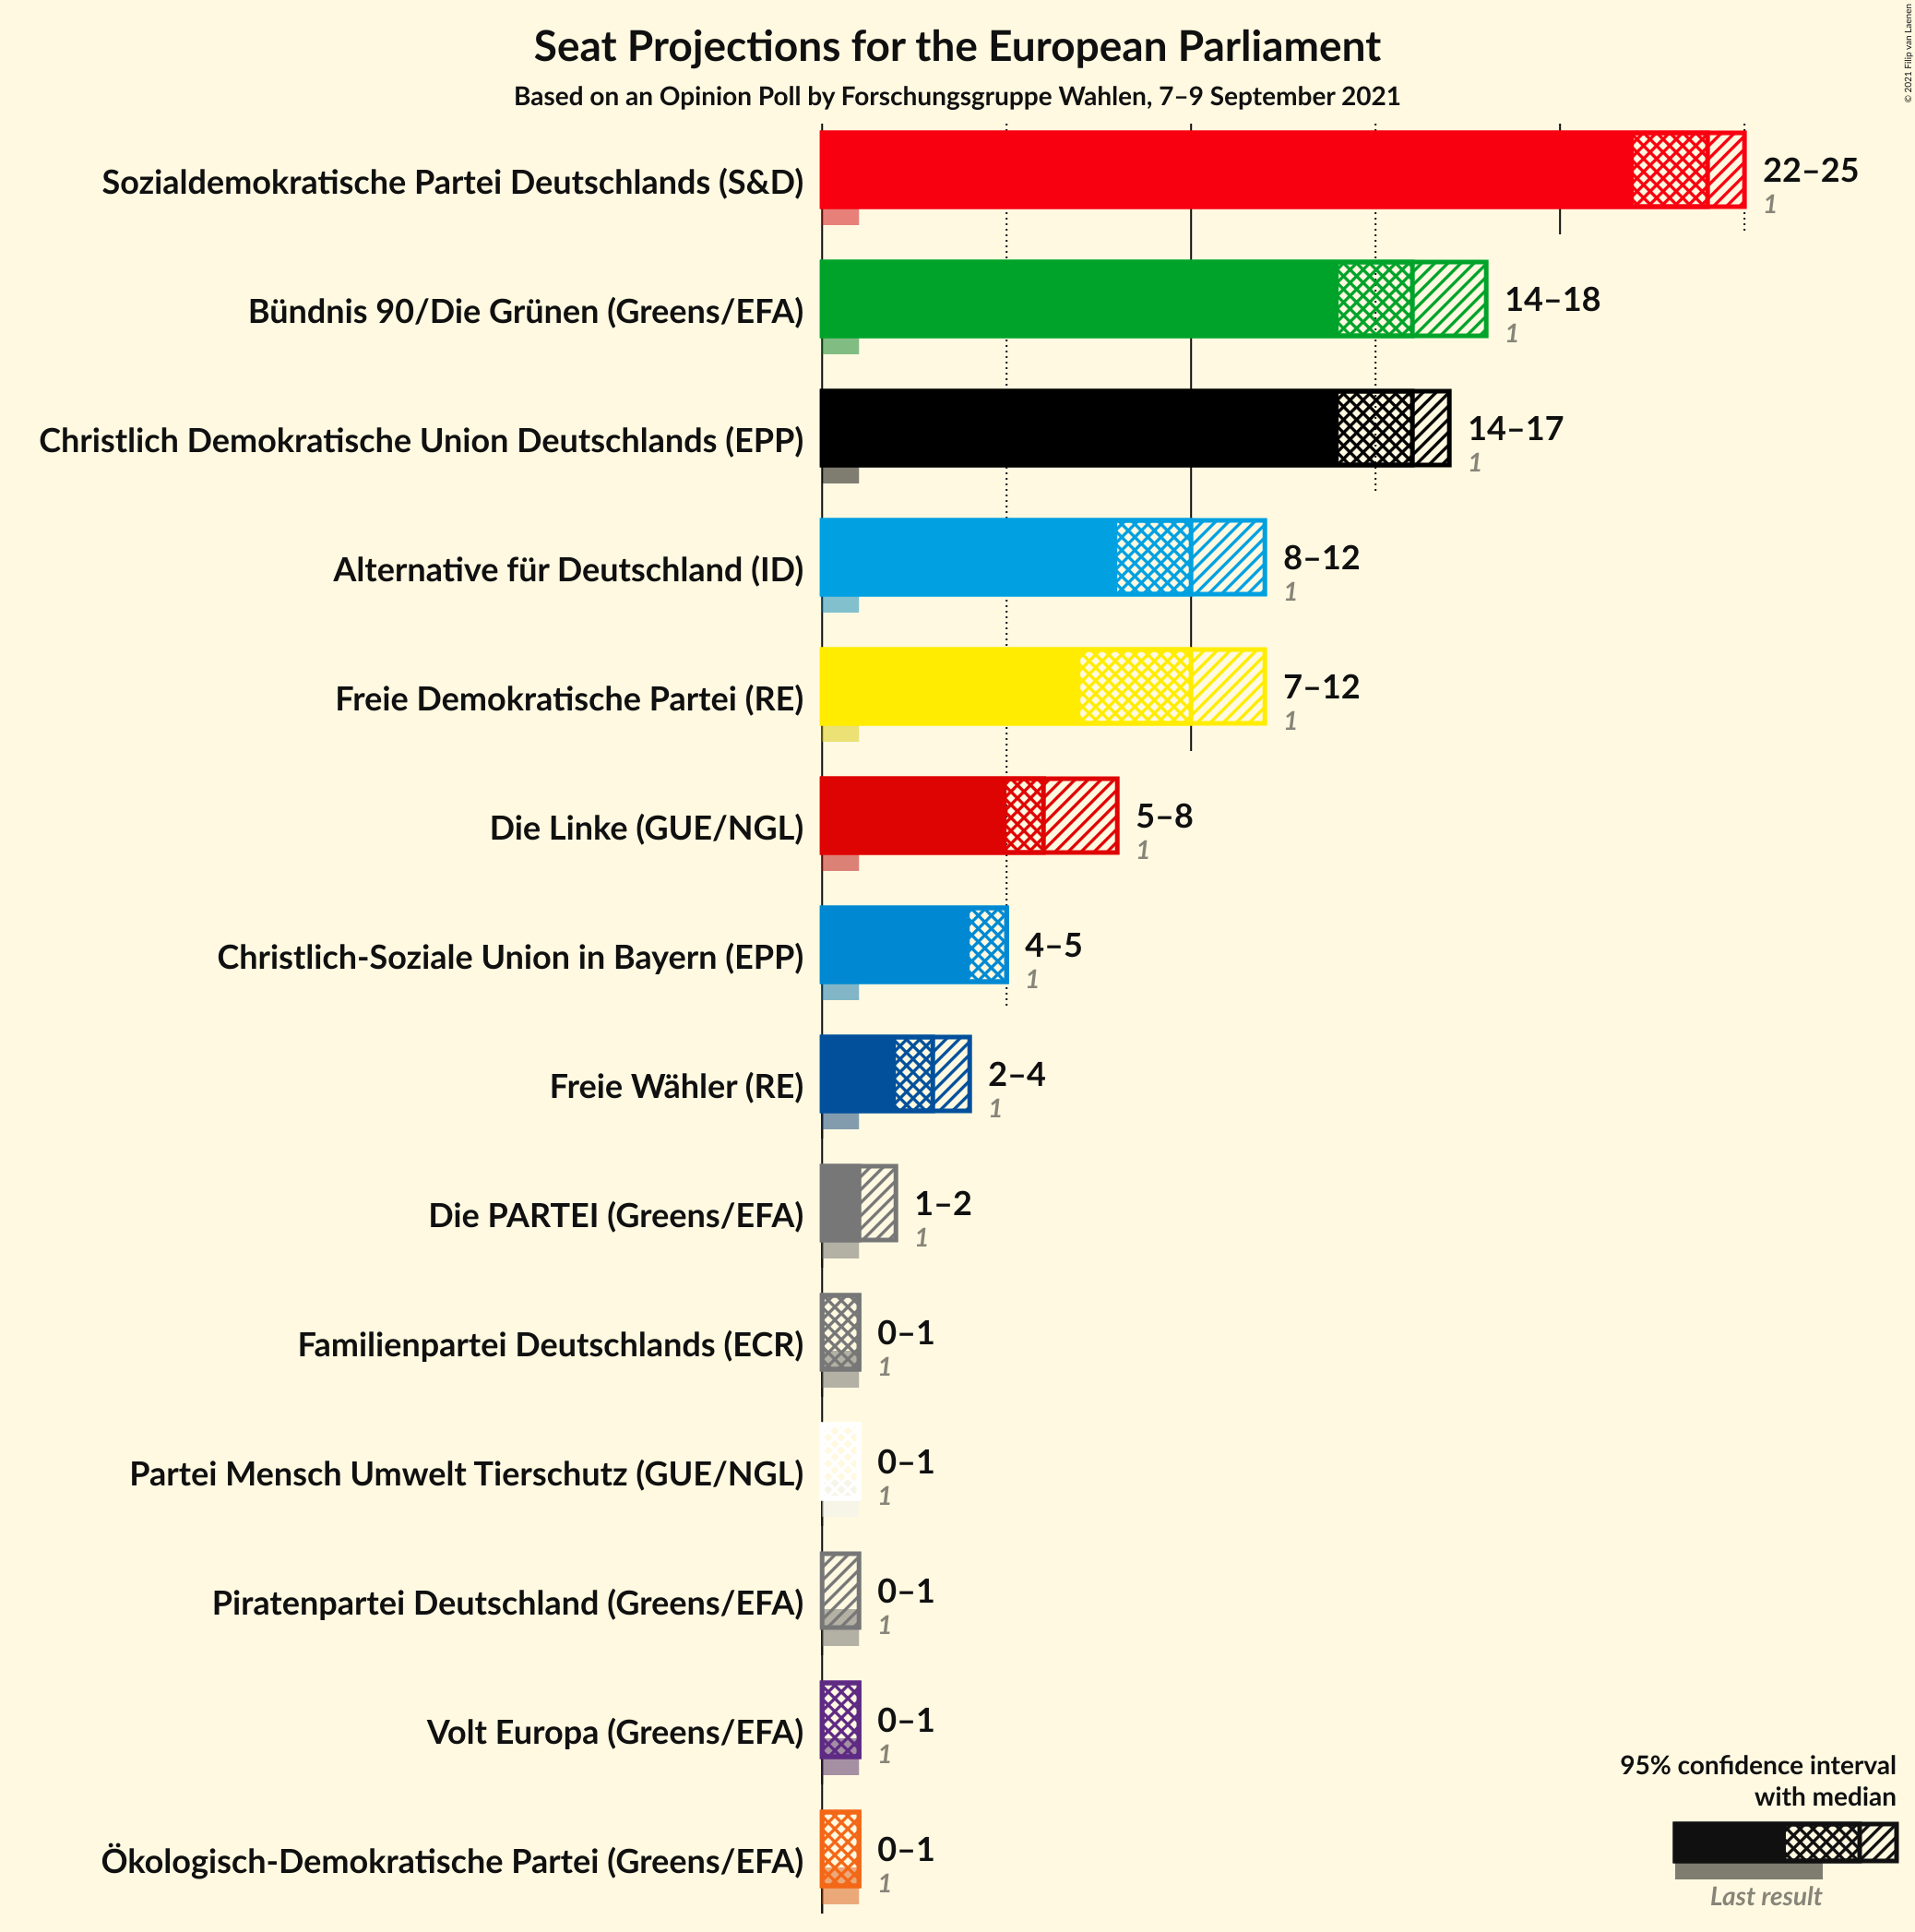 Seat Projections for the European Parliament
Based on an Opinion Poll by Forschungsgruppe Wahlen, 7–9 September 2021
© 2021 Filip van Laenen
Sozialdemokratische Partei Deutschlands (S&D)
22–25
1
Bündnis 90/Die Grünen (Greens/EFA)
14–18
1
Christlich Demokratische Union Deutschlands (EPP)
14–17
1
Alternative für Deutschland (ID)
8–12
1
Freie Demokratische Partei (RE)
7–12
1
Die Linke (GUE/NGL)
5–8
1
Christlich-Soziale Union in Bayern (EPP)
4–5
1
Freie Wähler (RE)
2–4
1
Die PARTEI (Greens/EFA)
1–2
1
Familienpartei Deutschlands (ECR)
0–1
1
Partei Mensch Umwelt Tierschutz (GUE/NGL)
0–1
1
Piratenpartei Deutschland (Greens/EFA)
0–1
1
Volt Europa (Greens/EFA)
0–1
1
Ökologisch-Demokratische Partei (Greens/EFA)
0–1
1
95% confidence interval
with median
Last result